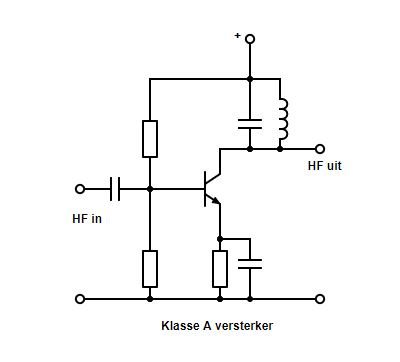 +
HF uit
HF in
Klasse A versterker